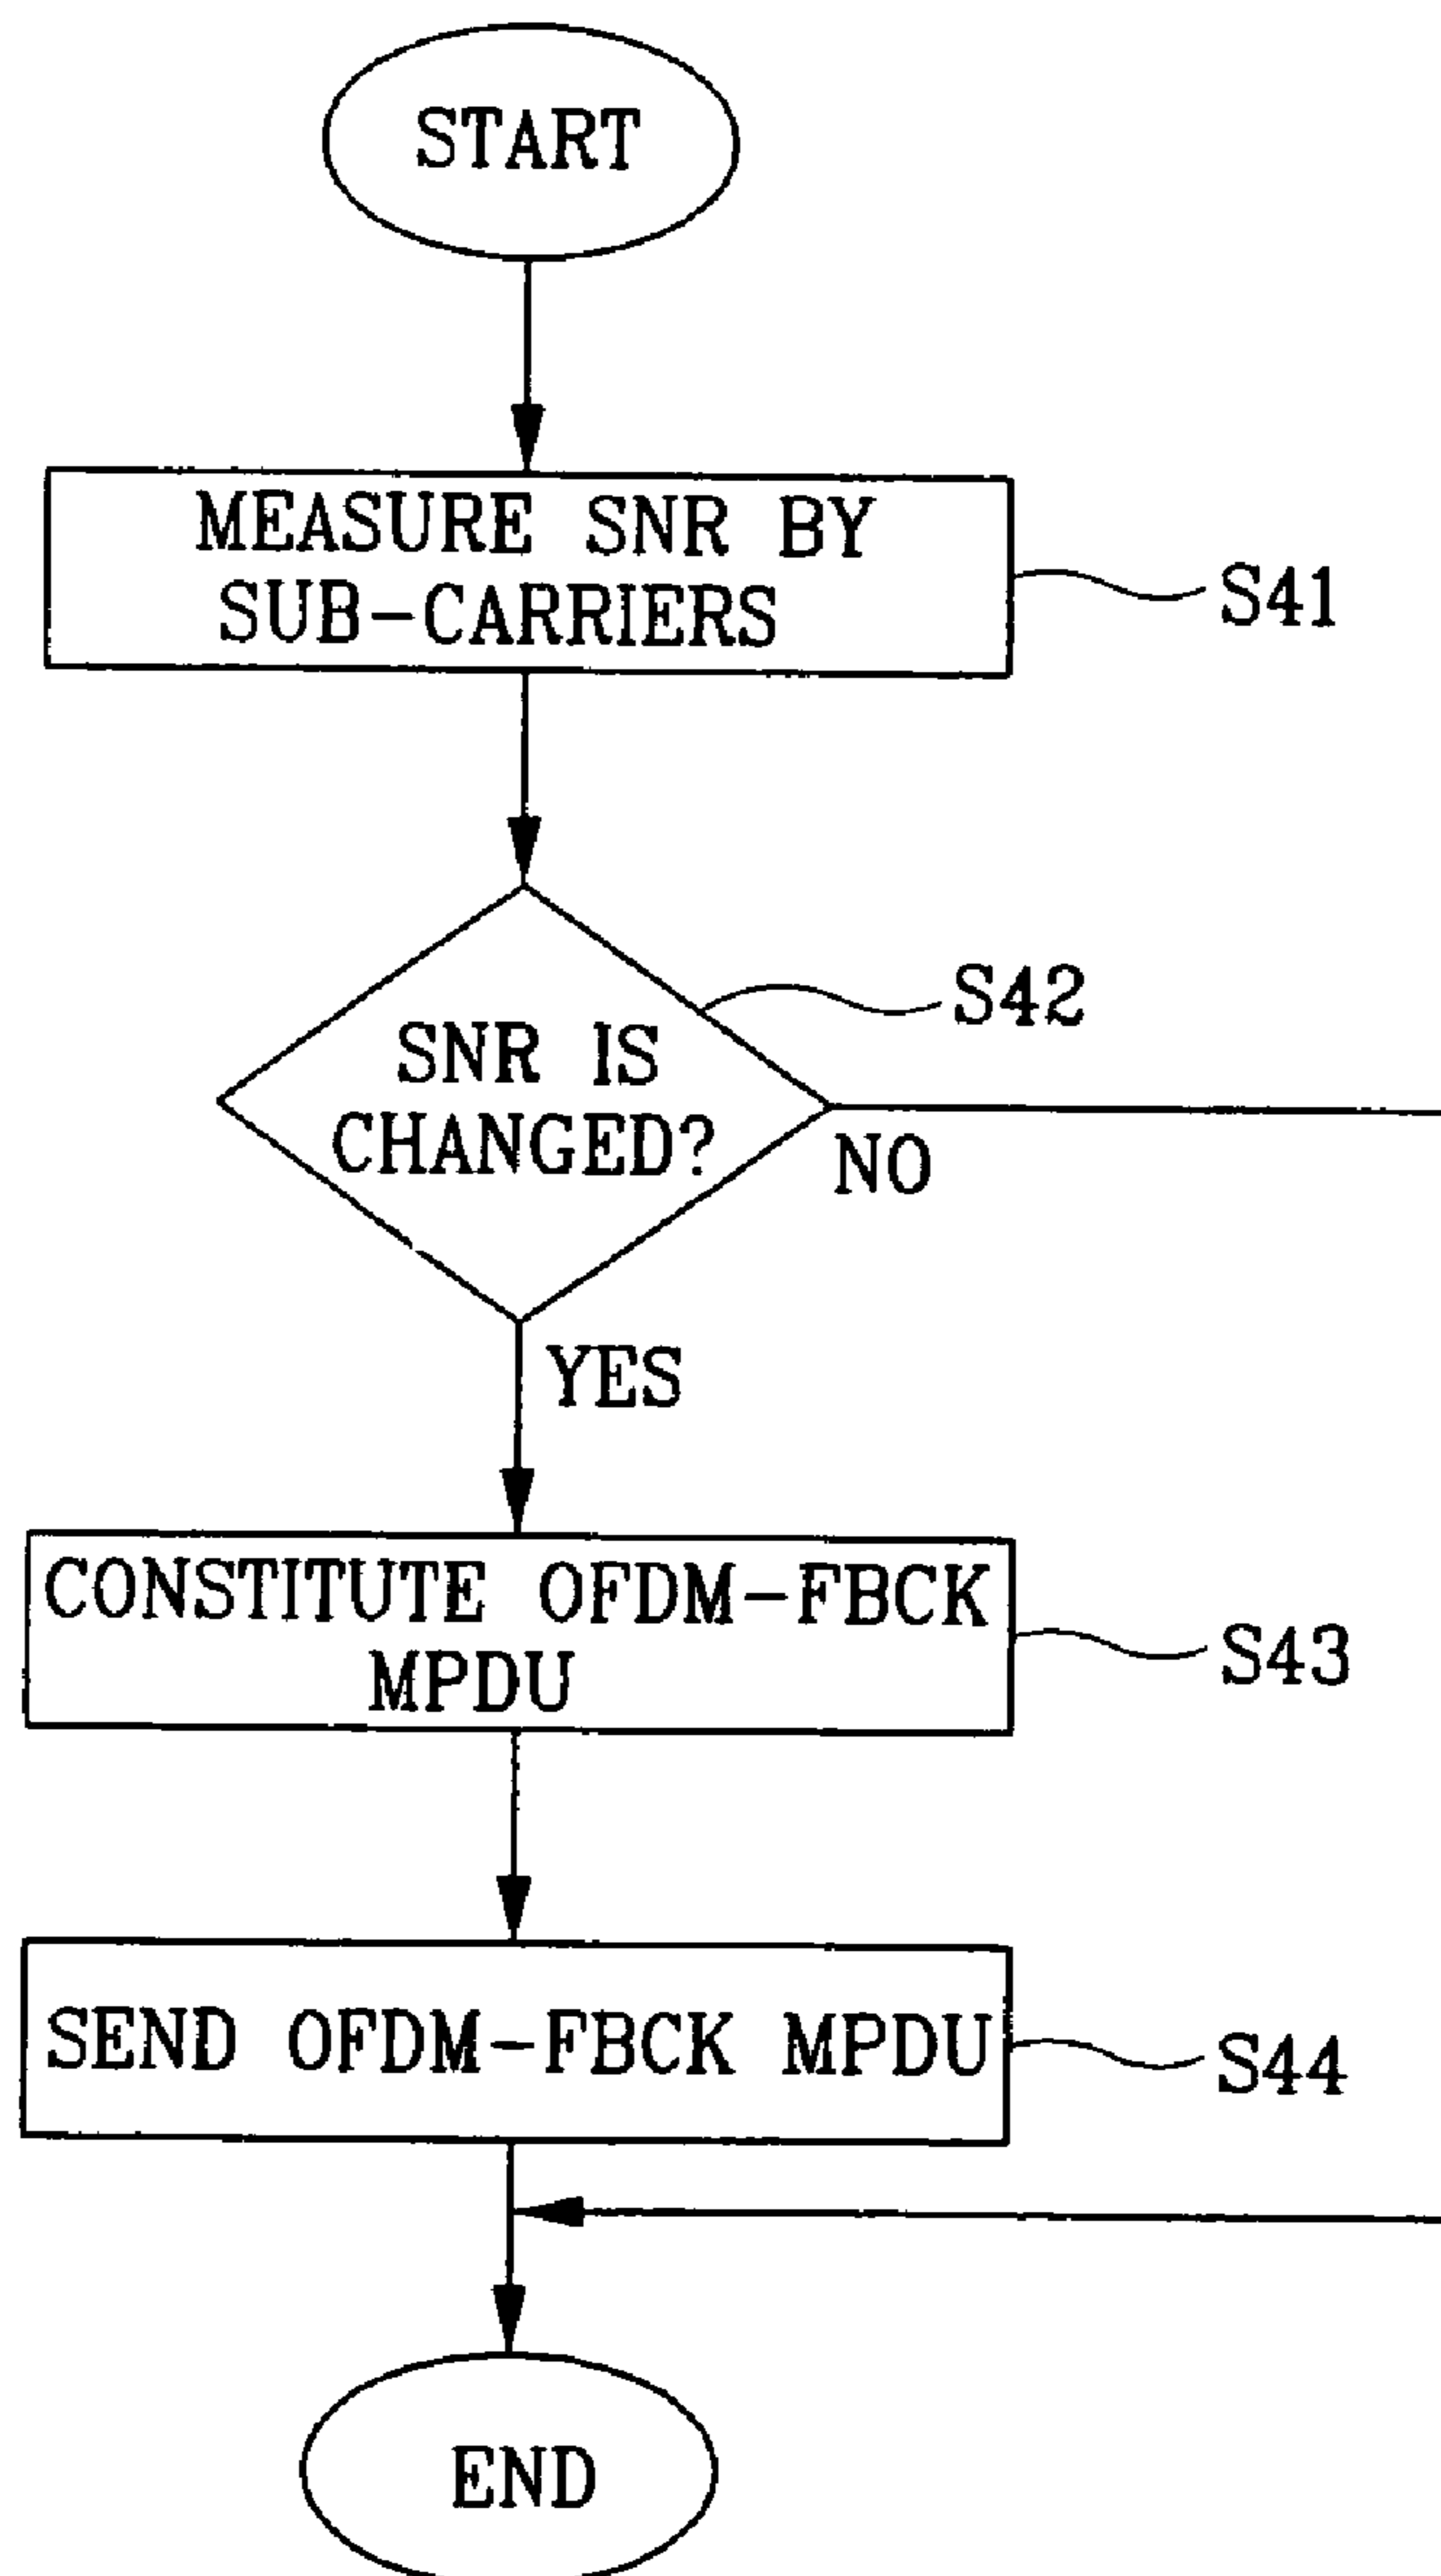 START
MEASURE SNR BY
SUB-CARRIERS
S41
S42
SNR IS
CHANGED?
NO
YES
CONSTITUTE OFDM-FBCK
MPDU
S43
SEND OFDM-FBCK MPDU
S44
END